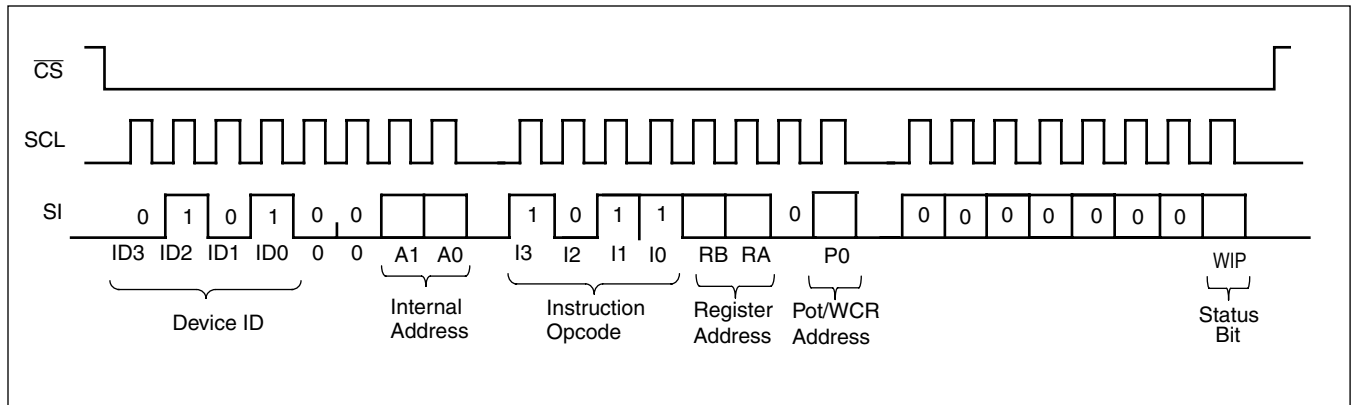 CS
SCL
SI 0 1 0 1 0 0 1 0 1 1 0 0 0 0 0 0 0 0
ID3 ID2 ID1 ID0 0 0 A1 A0 I3 I2 I1 I0 RB RA P0 WIP
Device ID
Internal
Address
Instruction
Opcode
Register
Address
Pot/WCR
Address
Status
Bit